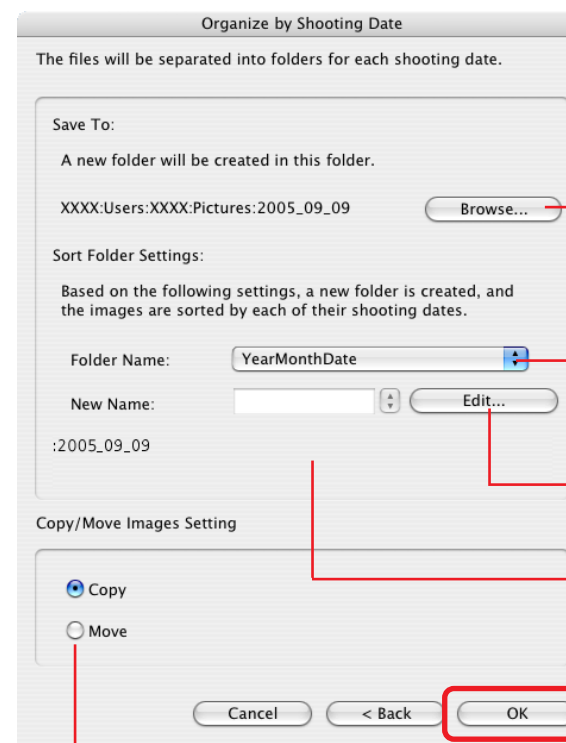 Organize by Shooting Date
The files will be separated into folders for each shooting date.
Save To:
A new folder will be created in this folder.
XXXX:Users:XXXX:Pictures:2005_09_09
Browse...
Sort Folder Settings:
Based on the following settings, a new folder is created, and
the images are sorted by each of their shooting dates.
Folder Name: YearMonthDate
New Name: Edit...
:2005_09_09
Copy/Move Images Setting
Copy
Move
Cancel < Back OK